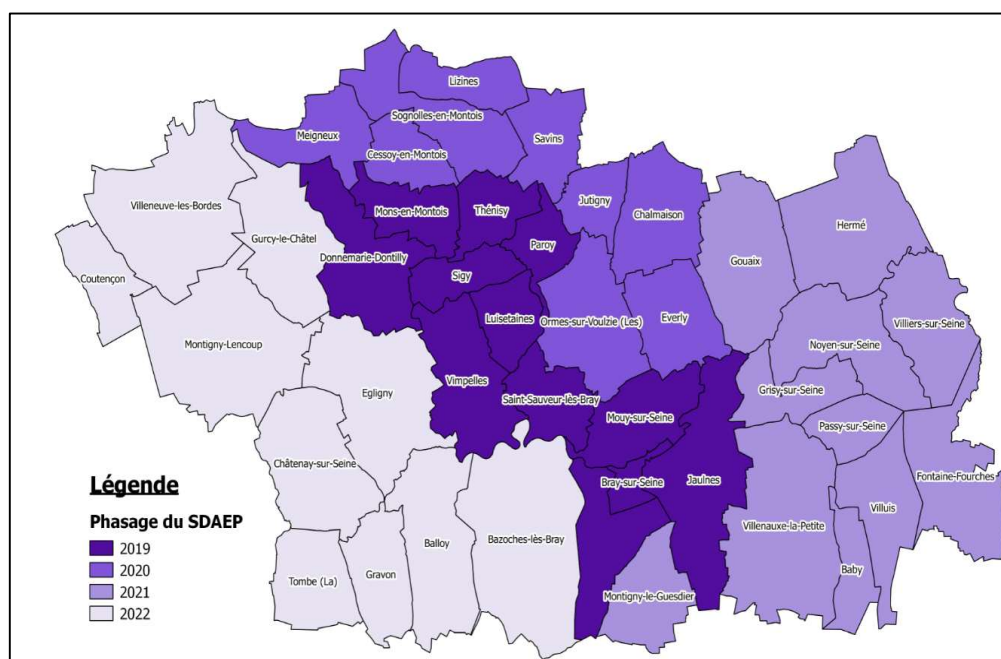 Lizines
Sognolles-en-Montois
Meigneux
Cessoy-en-Montois
Savins
Villeneuve-les-Bordes
Mons-en-Montois
Thénisy
Jutigny
Chalmaison
Hermé
Gurcy-le-Châtel
Donnemarie-Dontilly
Paroy
Gouaix
Coutençon
Sigy
Luisetaines
Ormes-sur-Voulzie (Les)
Everly
Villiers-sur-Seine
Montigny-Lencoup
Noyen-sur-Seine
Egligny
Vimpelles
Saint-Sauveur-lès-Bray
Mouy-sur-Seine
Grisy-sur-Seine
Passy-sur-Seine
Châtenay-sur-Seine
Bray-sur-Seine
Jaulnes
Fontaine-Fourches
Villenauxe-la-Petite
Villuis
Bazoches-lès-Bray
Balloy
Tombe (La)
Gravon
Montigny-le-Guesdier
Baby
Légende
Phasage du SDAEP
2019
2020
2021
2022